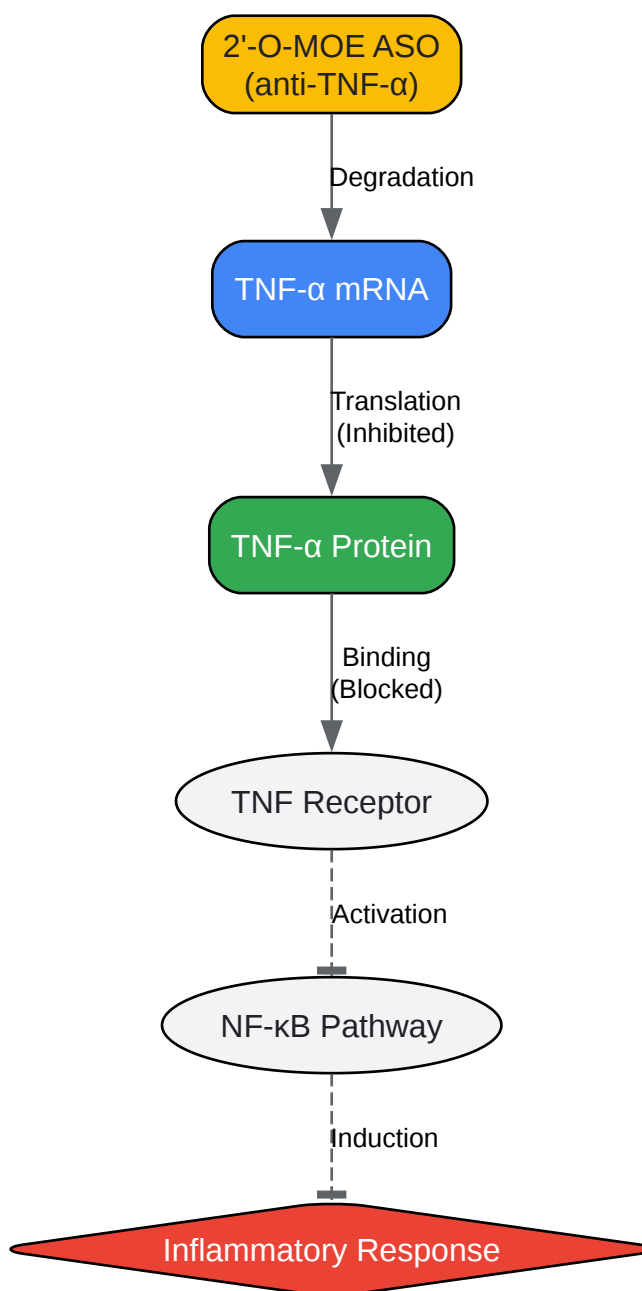 2'-O-MOE ASO
(anti-TNF-α)
Degradation
TNF-α mRNA
Translation
(Inhibited)
TNF-α Protein
Binding
(Blocked)
TNF Receptor
Activation
NF-κB Pathway
Induction
Inflammatory Response